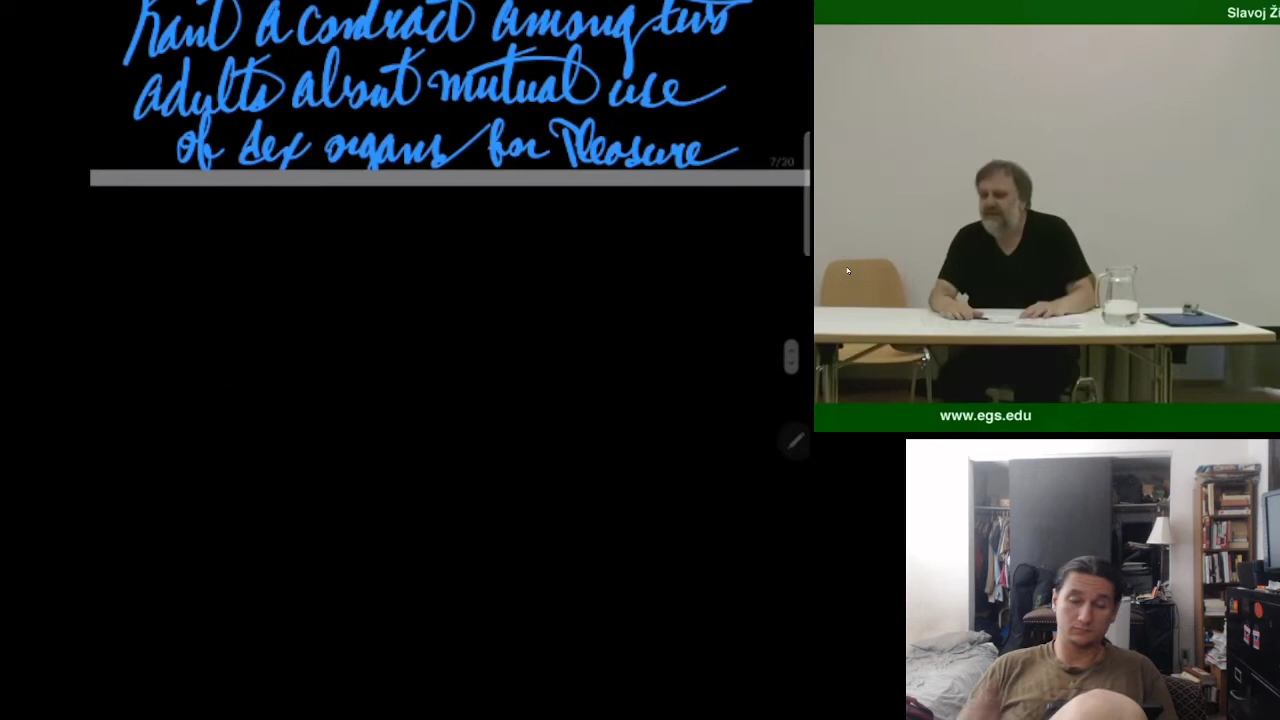 Kant a contract among two
adults about mutual use
of sex organs for Pleasure
7/20
Slavoj Ži
www.egs.edu